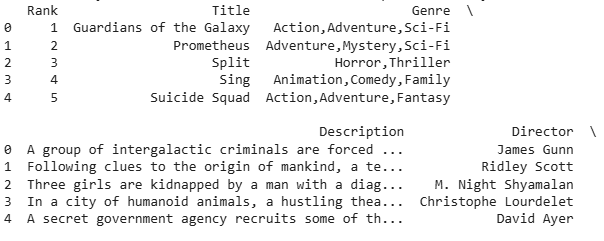 Rank Title Genre \
0 1 Guardians of the Galaxy Action,Adventure,Sci-Fi
1 2 Prometheus Adventure,Mystery,Sci-Fi
2 3 Split Horror,Thriller
3 4 Sing Animation,Comedy,Family
4 5 Suicide Squad Action,Adventure,Fantasy
Description Director \
0 A group of intergalactic criminals are forced ... James Gunn
1 Following clues to the origin of mankind, a te... Ridley Scott
2 Three girls are kidnapped by a man with a diag... M. Night Shyamalan
3 In a city of humanoid animals, a hustling thea... Christophe Lourdelet
4 A secret government agency recruits some of th... David Ayer